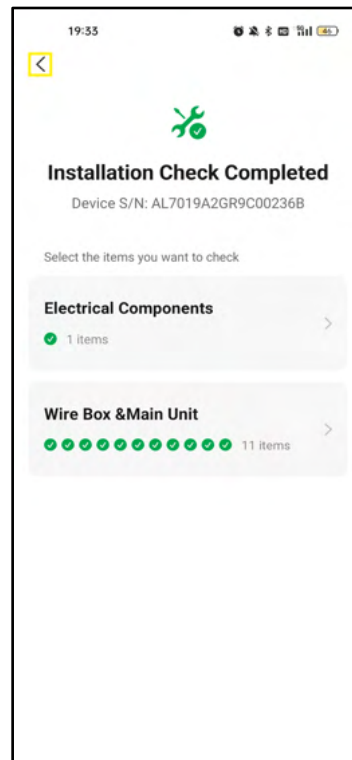 19:33
46
Installation Check Completed
Device S/N: AL7019A2GR9C00236B
Select the items you want to check
Electrical Components
1 items
Wire Box &Main Unit
11 items